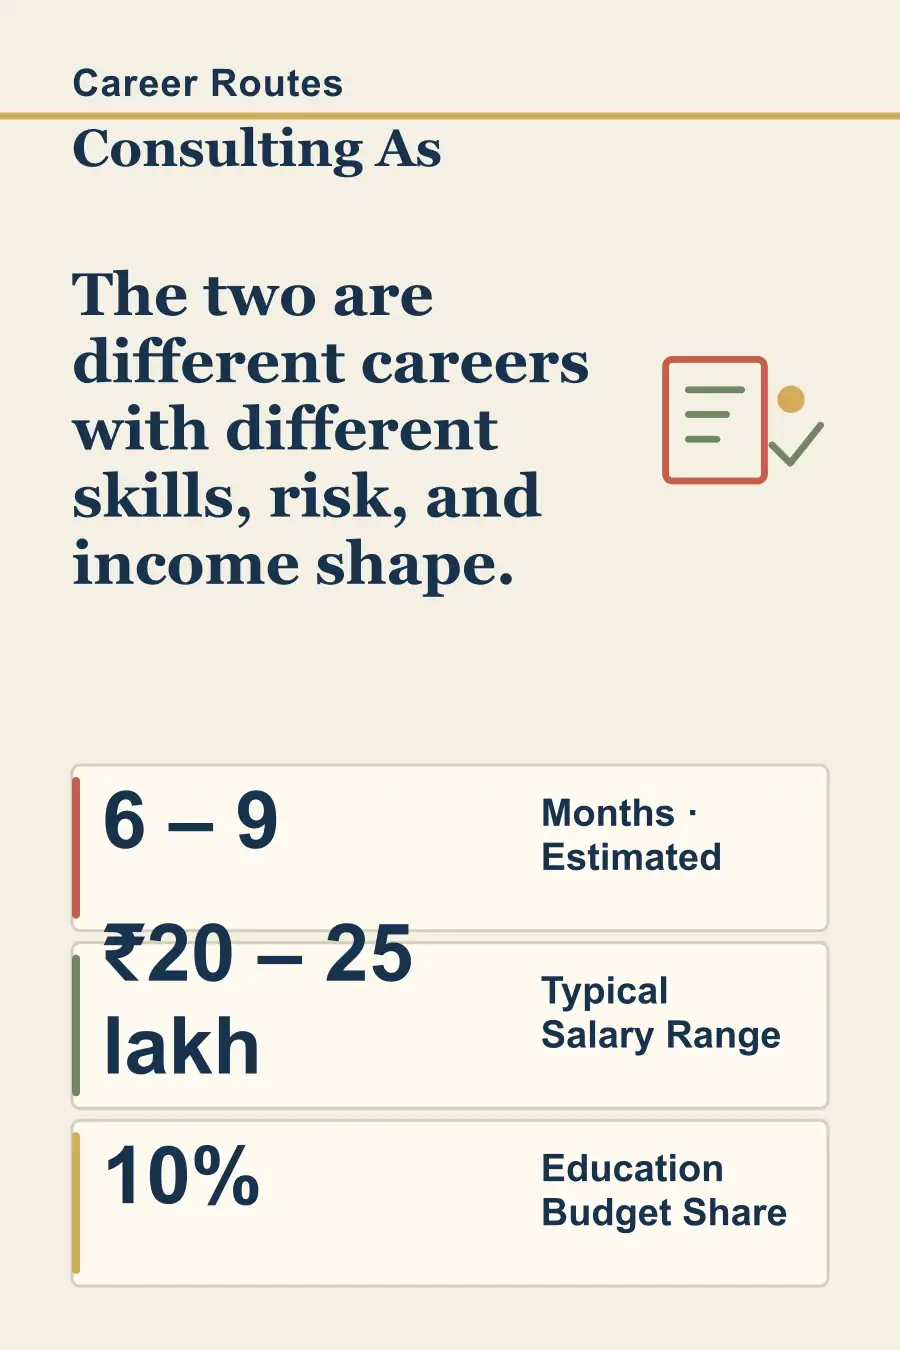 Career Routes
Consulting As
The two are
different careers
with different
skills, risk, and
income shape.
6 – 9
Months ·
Estimated
₹20 – 25
lakh
Typical
Salary Range
10%
Education
Budget Share